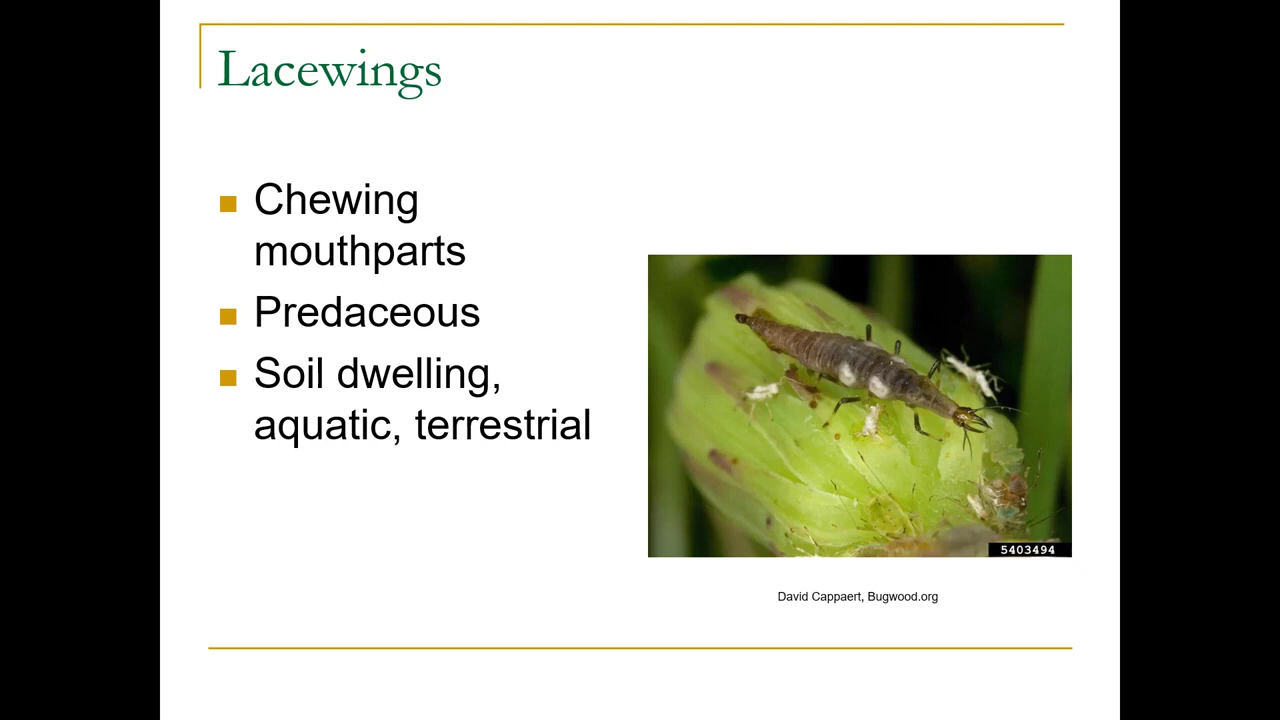 Lacewings
Chewing
mouthparts
Predaceous
Soil dwelling,
aquatic, terrestrial
5403494
David Cappaert, Bugwood.org